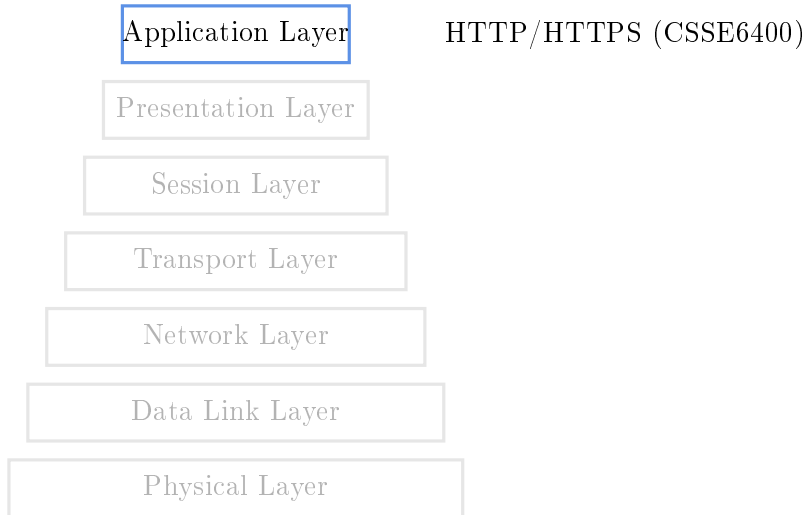 Application Layer HTTP/HTTPS (CSSE6400)
Presentation Layer
Session Layer
Transport Layer
Network Layer
Data Link Layer
Physical Layer